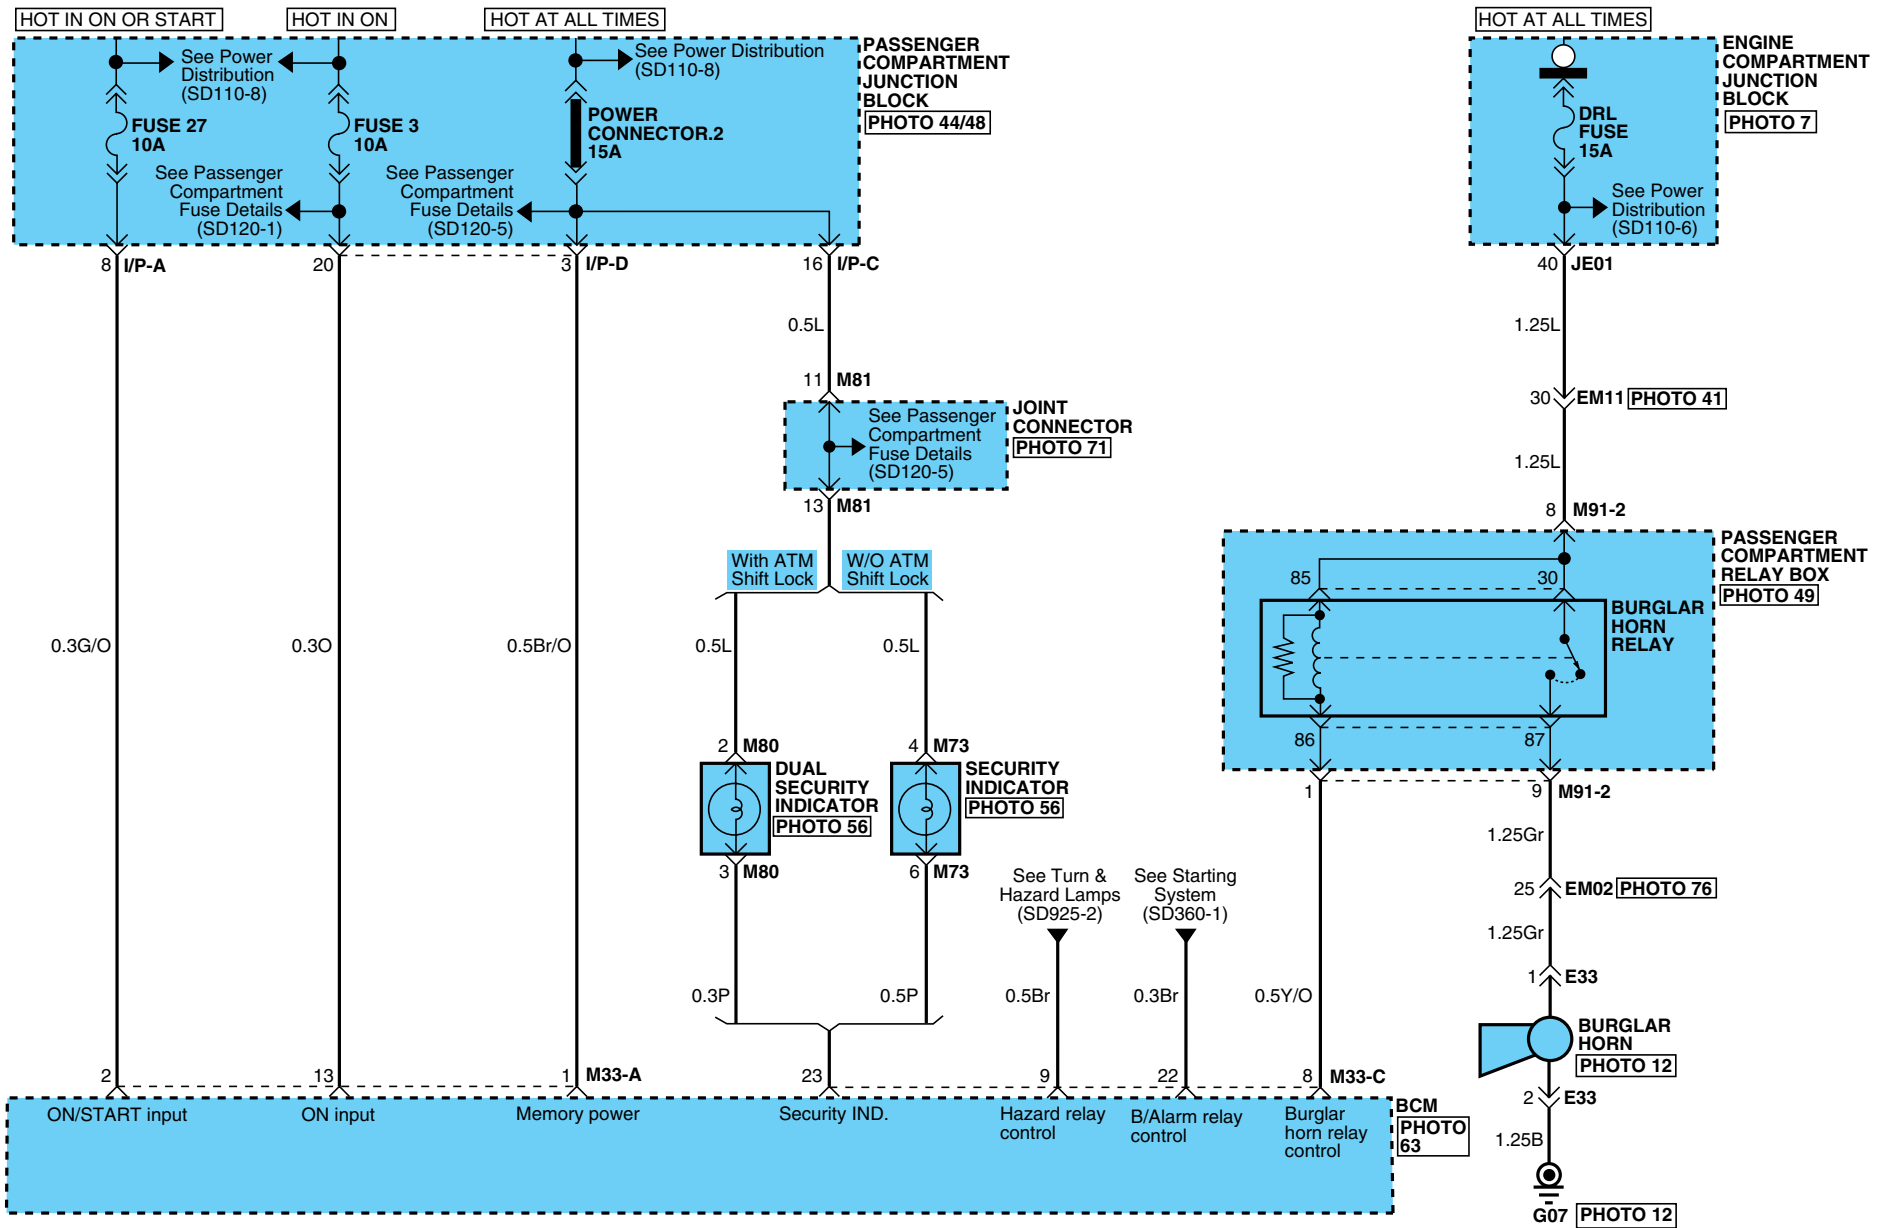 HOT IN ON OR START
HOT IN ON
HOT AT ALL TIMES
HOT AT ALL TIMES
See Power
Distribution
(SD110-8)
See Power Distribution
(SD110-8)
PASSENGER
COMPARTMENT
JUNCTION
BLOCK
PHOTO 44/48
FUSE 27
10A
FUSE 3
10A
POWER
CONNECTOR.2
15A
See Passenger
Compartment
Fuse Details
(SD120-1)
See Passenger
Compartment
Fuse Details
(SD120-5)
ENGINE
COMPARTMENT
JUNCTION
BLOCK
PHOTO 7
DRL
FUSE
15A
See Power
Distribution
(SD110-6)
8 I/P-A
20
3 I/P-D
16 I/P-C
40 JE01
0.5L
1.25L
11 M81
See Passenger
Compartment
Fuse Details
(SD120-5)
JOINT
CONNECTOR
PHOTO 71
13 M81
30 EM11 PHOTO 41
1.25L
8 M91-2
With ATM
Shift Lock
W/O ATM
Shift Lock
PASSENGER
COMPARTMENT
RELAY BOX
PHOTO 49
85
30
BURGLAR
HORN
RELAY
86
87
0.3G/O
0.3O
0.5Br/O
0.5L
0.5L
2 M80
4 M73
DUAL
SECURITY
INDICATOR
PHOTO 56
SECURITY
INDICATOR
PHOTO 56
3 M80
6 M73
1
9 M91-2
1.25Gr
25 EM02 PHOTO 76
1.25Gr
See Turn &
Hazard Lamps
(SD925-2)
See Starting
System
(SD360-1)
0.3P
0.5P
0.5Br
0.3Br
0.5Y/O
1 E33
BURGLAR
HORN
PHOTO 12
2 E33
1.25B
G07 PHOTO 12
2
13
1 M33-A
23
9
22
8 M33-C
ON/START input
ON input
Memory power
Security IND.
Hazard relay
control
B/Alarm relay
control
Burglar
horn relay
control
BCM
PHOTO
63